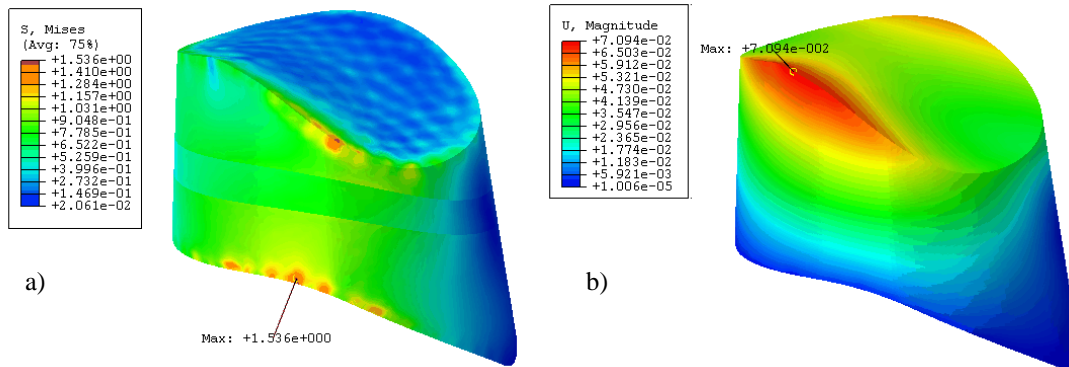 S, Mises
(Avg: 75%)
+1.536e+00
+1.410e+00
+1.284e+00
+1.157e+00
+1.031e+00
+9.048e-01
+7.785e-01
+6.522e-01
+5.259e-01
+3.996e-01
+2.732e-01
+1.469e-01
+2.061e-02
a)
Max: +1.536e+000
U, Magnitude
+7.094e-02
+6.503e-02
+5.912e-02
+5.321e-02
+4.730e-02
+4.139e-02
+3.547e-02
+2.956e-02
+2.365e-02
+1.774e-02
+1.183e-02
+5.921e-03
+1.006e-05
Max: +7.094e-002
b)